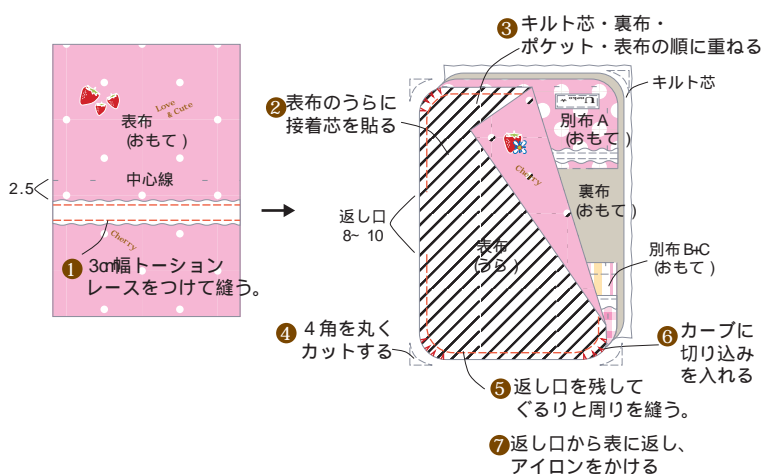 表布
(おもて )
Love
& Cute
中心線
2.5
Cherry
❶ 3cm幅トーション
レースをつけて縫う。
❷ 表布のうらに
接着芯を貼る
❸ キルト芯・裏布・
ポケット・表布の順に重ねる
キルト芯
別布 A
(おもて )
Cherry
裏布
(おもて )
返し口
8~ 10
表布
(うら )
別布 B+C
(おもて )
❹ 4 角を丸く
カットする
❺ 返し口を残して
ぐるりと周りを縫う。
❻ カーブに
切り込み
を入れる
❼ 返し口から表に返し、
アイロンをかける